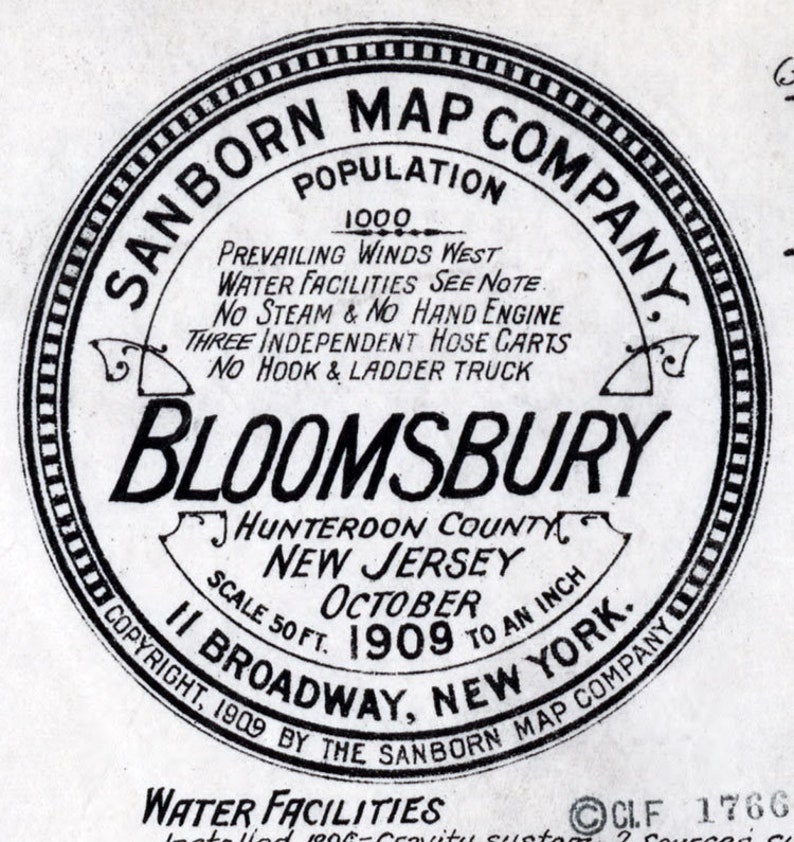 SANBORN MAP COMPANY,
POPULATION
1000
PREVAILING WINDS WEST
WATER FACILITIES SEE NOTE.
NO STEAM & NO HAND ENGINE
THREE INDEPENDENT HOSE CARTS
NO HOOK & LADDER TRUCK
BLOOMSBURY
HUNTERDON COUNTY
NEW JERSEY
OCTOBER
SCALE 50 FT. 1909 TO AN INCH
11 BROADWAY, NEW YORK.
COPYRIGHT, 1909 BY THE SANBORN MAP COMPANY
WATER FACILITIES
©Cl.F 1766
Gravity system